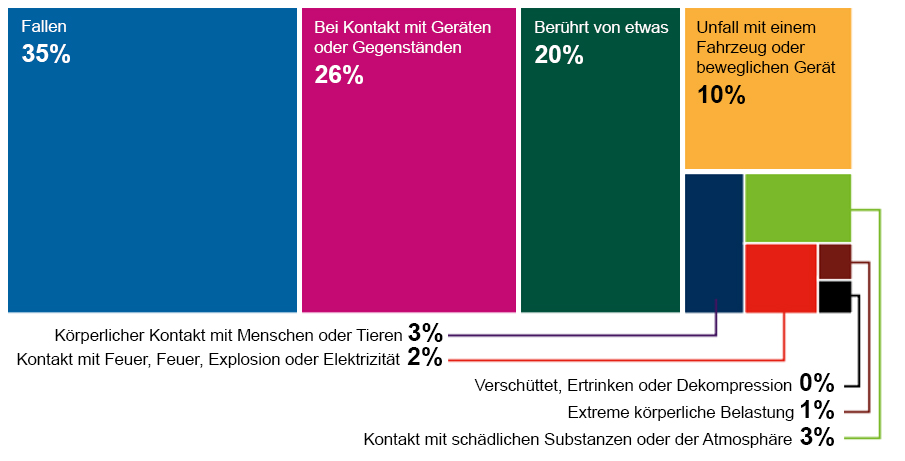 Fallen
35%
Bei Kontakt mit Geräten
oder Gegenständen
26%
Berührt von etwas
20%
Unfall mit einem
Fahrzeug oder
beweglichen Gerät
10%
Körperlicher Kontakt mit Menschen oder Tieren 3%
Kontakt mit Feuer, Feuer, Explosion oder Elektrizität 2%
Verschüttet, Ertrinken oder Dekompression 0%
Extreme körperliche Belastung 1%
Kontakt mit schädlichen Substanzen oder der Atmosphäre 3%